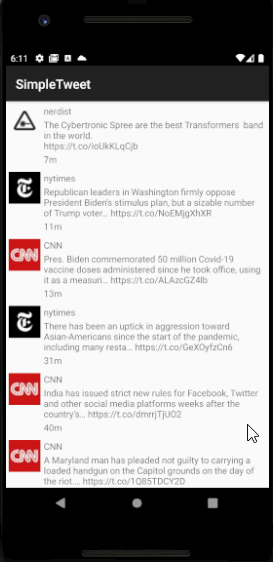 6:11
SimpleTweet
nerdist
The Cybertronic Spree are the best Transformers band
in the world.
https://t.co/ioUkKLqCjb
7m
nytimes
Republican leaders in Washington firmly oppose
President Biden's stimulus plan, but a sizable number
of Trump voter… https://t.co/NoEMjgXhXR
11m
CNN
CNN
Pres. Biden commemorated 50 million Covid-19
vaccine doses administered since he took office, using
it as a measuri… https://t.co/ALAzcGZ4lb
13m
nytimes
There has been an uptick in aggression toward
Asian-Americans since the start of the pandemic,
including many resta… https://t.co/GeXOyfzCn6
31m
CNN
CNN
India has issued strict new rules for Facebook, Twitter
and other social media platforms weeks after the
country's… https://t.co/dmrrjTjUO2
40m
CNN
CNN
A Maryland man has pleaded not guilty to carrying a
loaded handgun on the Capitol grounds on the day of
the riot.… https://t.co/1Q85TDCY2D